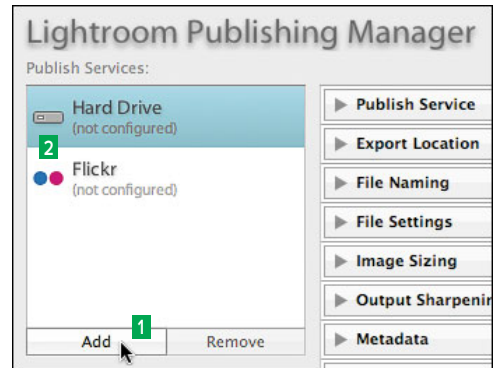 Lightroom Publishing Manager
Publish Services:
Hard Drive
(not configured)
2
Flickr
(not configured)
1
Add
Remove
Publish Service
Export Location
File Naming
File Settings
Image Sizing
Output Sharpenin
Metadata